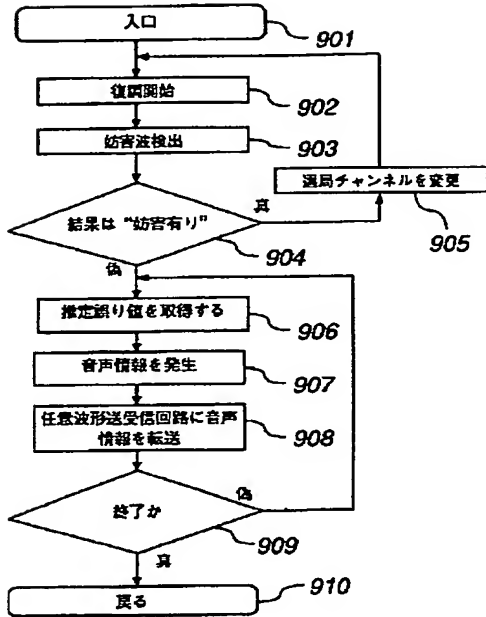 入口
901
復調開始
902
妨害波検出
903
選局チャンネルを変更
905
結果は“妨害有り”
真
904
偽
推定誤り値を取得する
906
音声情報を発生
907
任意波形送受信回路に音声
情報を転送
908
偽
終了か
909
真
戻る
910